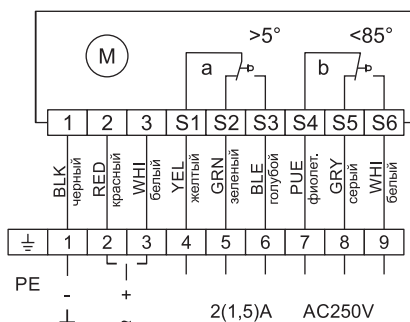 >5° <85°
M a b
1 2 3 S1 S2 S3 S4 S5 S6
BLK черный
RED красный
WHI белый
YEL желтый
GRN зеленый
BLE голубой
PUE фиолет.
GRY серый
WHI белый
1 2 3 4 5 6 7 8 9
PE
- +
~
2(1,5)A AC250V